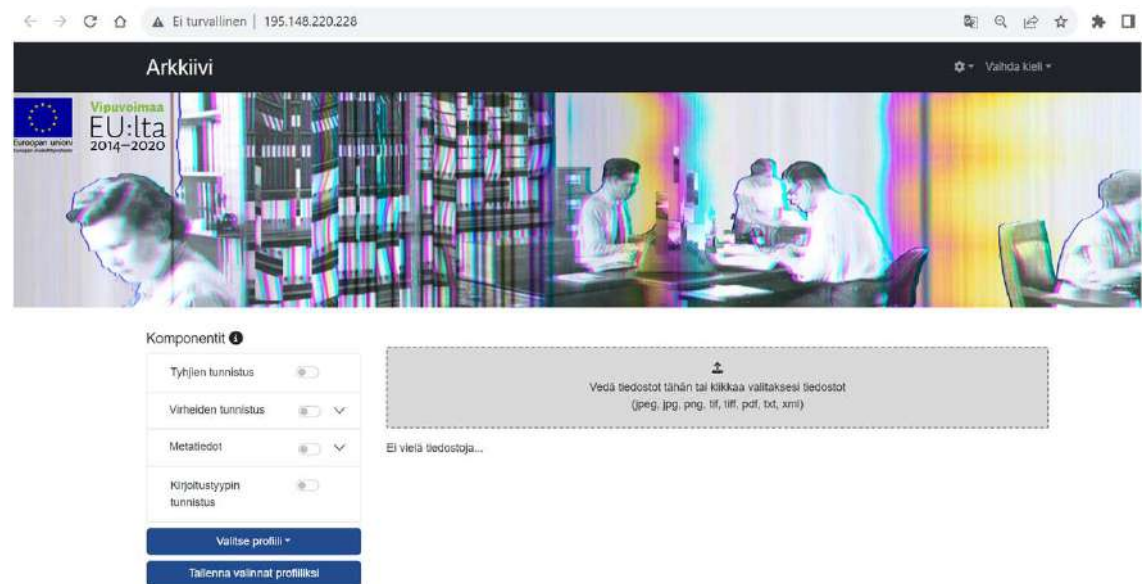 Ei turvallinen | 195.148.220.228
Arkkiivi
Vaihda kieli
Vipuvoimaa
EU:lta
2014–2020
Euroopan unioni
Komponentit
Tyhjien tunnistus
Virheiden tunnistus
Metatiedot
Kirjoitustyypin
tunnistus
Valitse profiili
Tallenna valinnat profiiliksi
Vedä tiedostot tähän tai klikkaa valitaksesi tiedostot
(jpeg, jpg, png, tif, tiff, pdf, txt, xml)
Ei vielä tiedostoja...